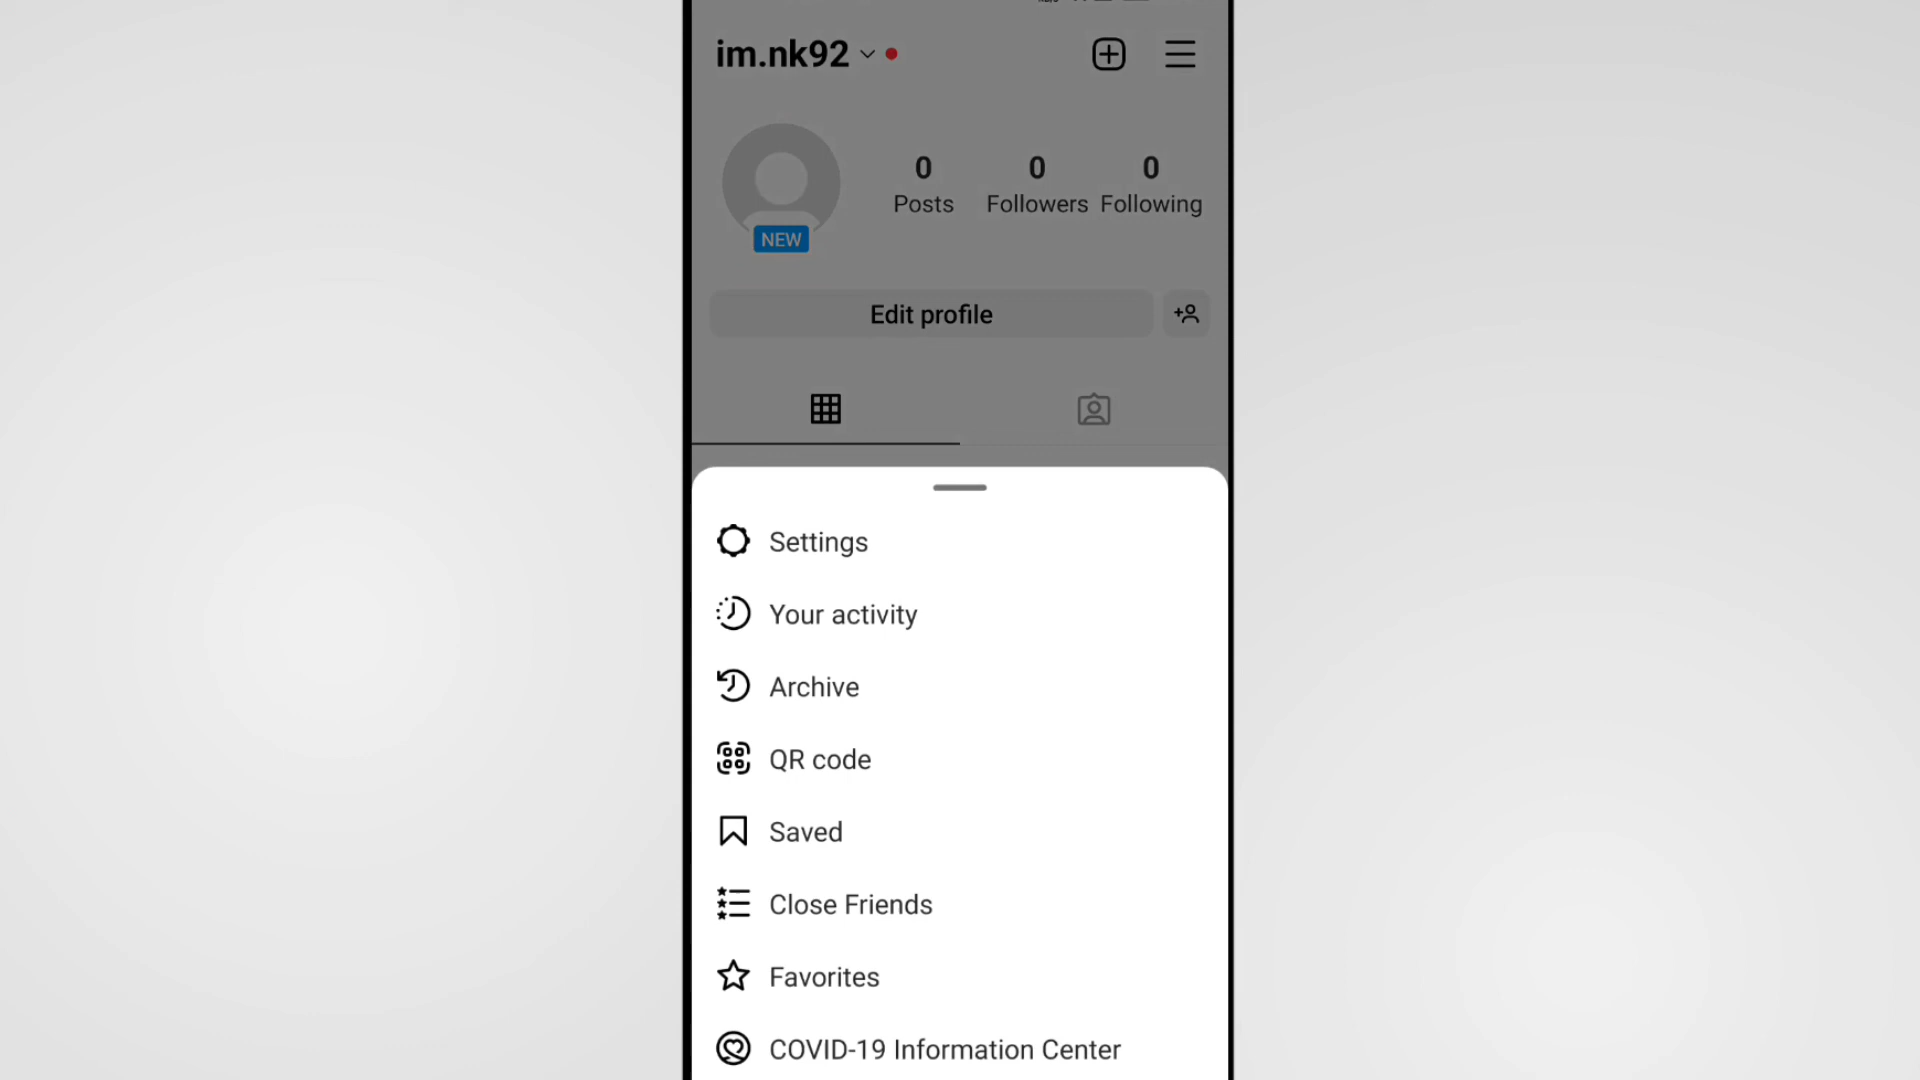 im.nk92
0 0 0
Posts Followers Following
NEW
Edit profile
Settings
Your activity
Archive
QR code
Saved
Close Friends
Favorites
COVID-19 Information Center